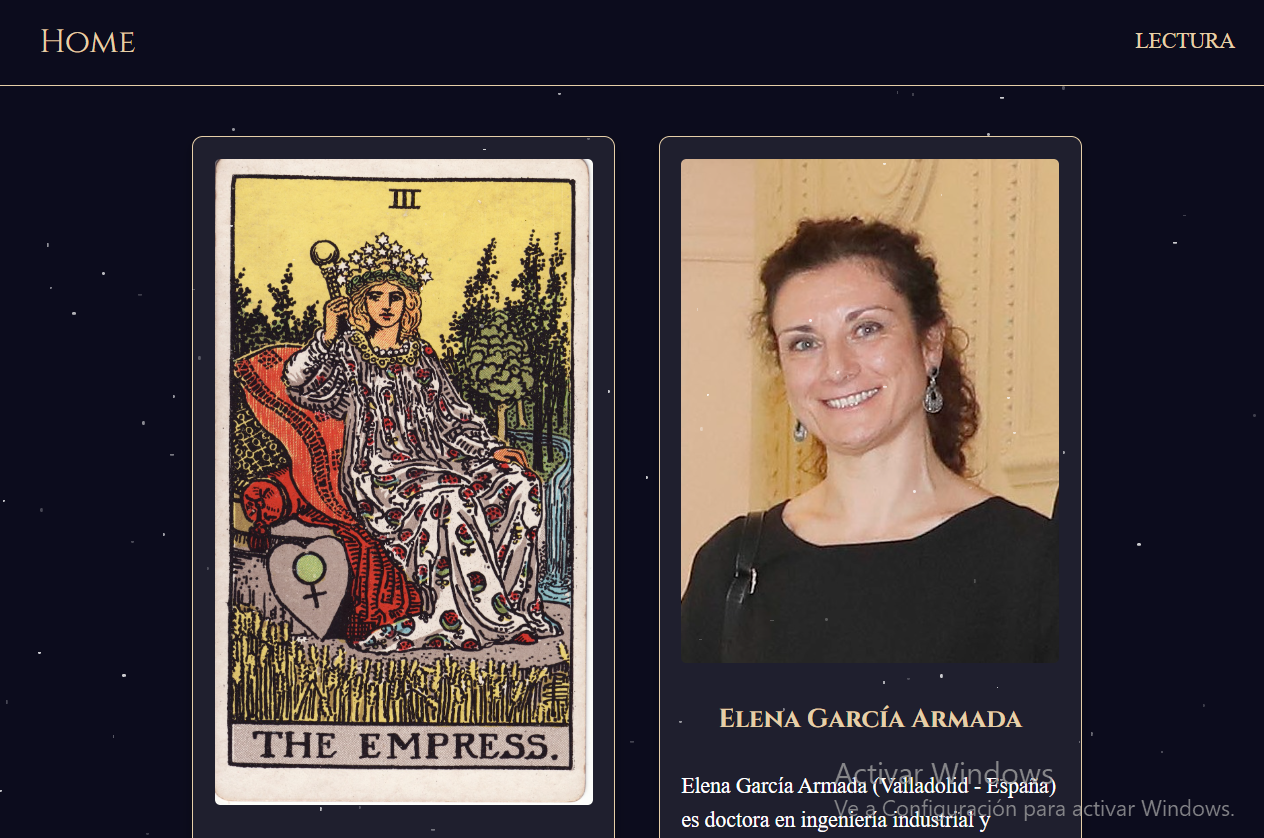 Home
LECTURA
III
THE EMPRESS.
Elena García Armada
Elena García Armada (Valladolid - España)
es doctora en ingeniería industrial y
Activar Windows
Ve a Configuración para activar Windows.